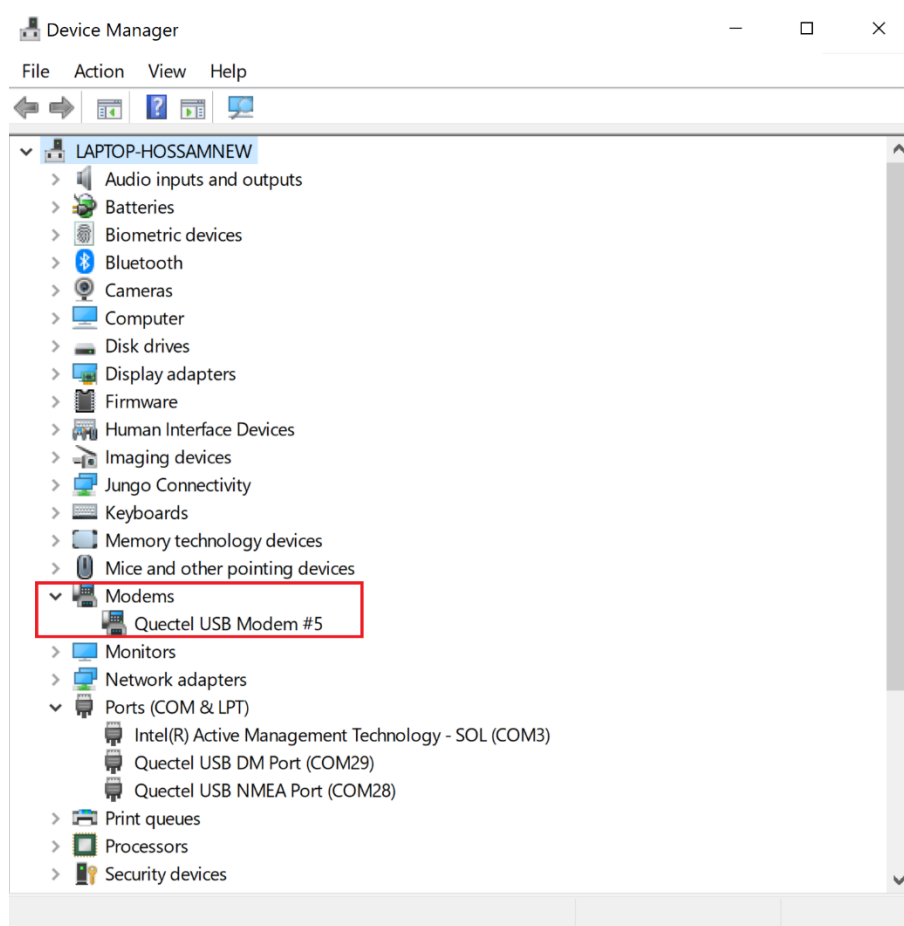 Device Manager
File Action View Help
LAPTOP-HOSSAMNEW
Audio inputs and outputs
Batteries
Biometric devices
Bluetooth
Cameras
Computer
Disk drives
Display adapters
Firmware
Human Interface Devices
Imaging devices
Jungo Connectivity
Keyboards
Memory technology devices
Mice and other pointing devices
Modems
Quectel USB Modem #5
Monitors
Network adapters
Ports (COM & LPT)
Intel(R) Active Management Technology - SOL (COM3)
Quectel USB DM Port (COM29)
Quectel USB NMEA Port (COM28)
Print queues
Processors
Security devices